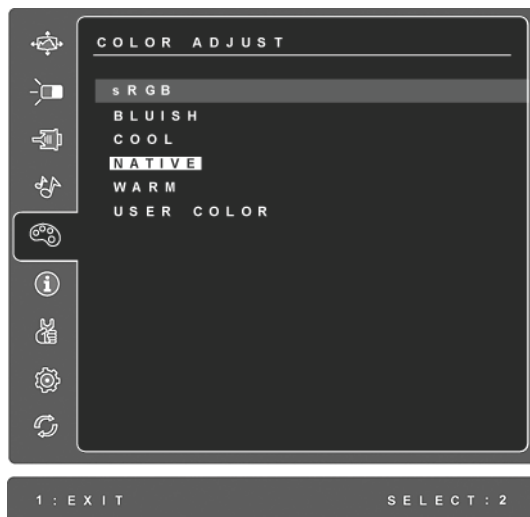 COLOR ADJUST
sRGB
BLUISH
COOL
NATIVE
WARM
USER COLOR
1:EXIT SELECT:2